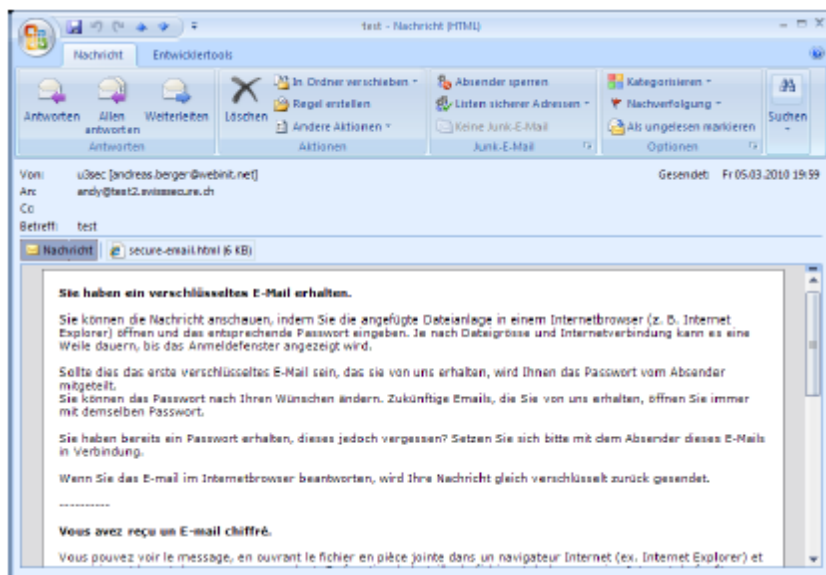 test - Nachricht (HTML)
Nachricht Entwicklertools
Antworten Allen antworten Weiterleiten
Antworten
Löschen In Ordner verschieben
Regel erstellen
Andere Aktionen
Aktionen
Absender sperren
Listen sicherer Adressen
Keine Junk-E-Mail
Junk-E-Mail
Kategorisieren
Nachverfolgung
Als ungelesen markieren
Optionen
Suchen
Von: u3sec [andreas.berger@webinit.net] Gesendet: Fr 05.03.2010 19:59
An: andy@test2.swisssecure.ch
Cc:
Betreff: test
Nachricht secure-email.html (6 KB)
Sie haben ein verschlüsseltes E-Mail erhalten.
Sie können die Nachricht anschauen, indem Sie die angefügte Dateianlage in einem Internetbrowser (z. B. Internet
Explorer) öffnen und das entsprechende Passwort eingeben. Je nach Dateigrösse und Internetverbindung kann es eine
Weile dauern, bis das Anmeldefenster angezeigt wird.
Sollte dies das erste verschlüsseltes E-Mail sein, das sie von uns erhalten, wird Ihnen das Passwort vom Absender
mitgeteilt.
Sie können das Passwort nach Ihren Wünschen ändern. Zukünftige Emails, die Sie von uns erhalten, öffnen Sie immer
mit demselben Passwort.
Sie haben bereits ein Passwort erhalten, dieses jedoch vergessen? Setzen Sie sich bitte mit dem Absender dieses E-Mails
in Verbindung.
Wenn Sie das E-mail im Internetbrowser beantworten, wird Ihre Nachricht gleich verschlüsselt zurück gesendet.
----------
Vous avez reçu un E-mail chiffré.
Vous pouvez voir le message, en ouvrant le fichier en pièce jointe dans un navigateur Internet (ex. Internet Explorer) et